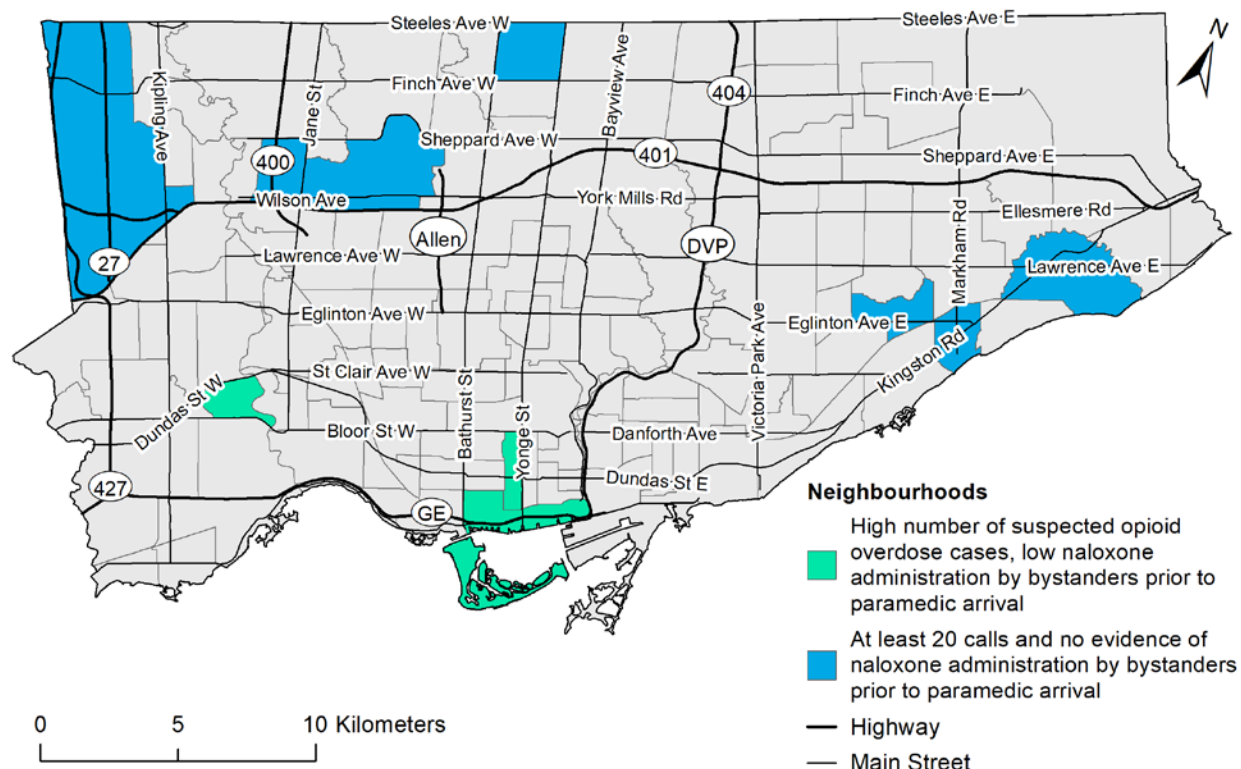 Steeles Ave W
Steeles Ave E
N
Kipling Ave
Jane St
Finch Ave W
Bayview Ave
404
Finch Ave E
400
Sheppard Ave W
401
Sheppard Ave E
Wilson Ave
York Mills Rd
Ellesmere Rd
Markham Rd
27
Allen
Lawrence Ave W
DVP
Lawrence Ave E
Eglinton Ave W
Victoria Park Ave
Eglinton Ave E
Kingston Rd
St Clair Ave W
Dundas St W
Bathurst St
Yonge St
Bloor St W
Danforth Ave
Dundas St E
427
GE
Neighbourhoods
High number of suspected opioid
overdose cases, low naloxone
administration by bystanders prior to
paramedic arrival
At least 20 calls and no evidence of
naloxone administration by bystanders
prior to paramedic arrival
Highway
Main Street
0 5 10 Kilometers